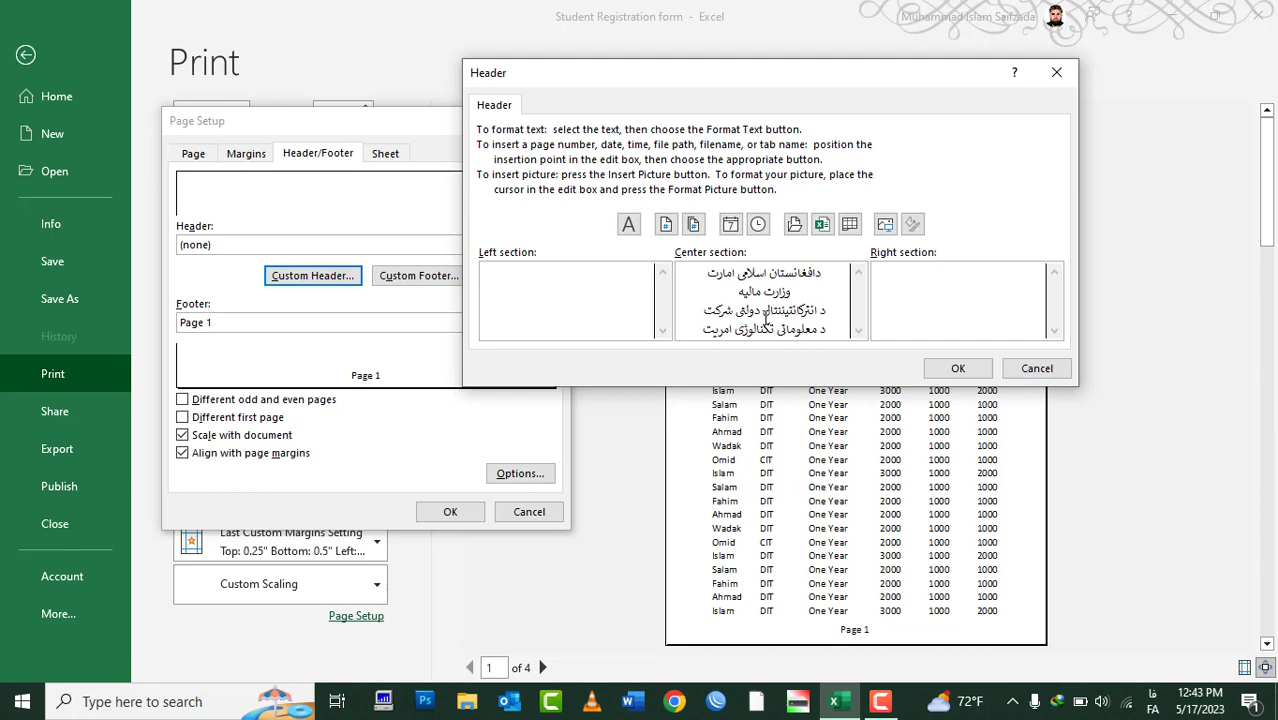 Student Registration form - Excel
Muhammad Islam Saifzada
Print
Home
New
Open
Info
Save
Save As
History
Print
Share
Export
Publish
Close
Account
More...
Page Setup
Page
Margins
Header/Footer
Sheet
Header:
(none)
Custom Header...
Custom Footer...
Footer:
Page 1
Page 1
Different odd and even pages
Different first page
Scale with document
Align with page margins
Options...
OK
Cancel
Last Custom Margins Setting
Top: 0.25" Bottom: 0.5" Left:...
Custom Scaling
Page Setup
Header
Header
To format text: select the text, then choose the Format Text button.
To insert a page number, date, time, file path, filename, or tab name: position the
insertion point in the edit box, then choose the appropriate button.
To insert picture: press the Insert Picture button. To format your picture, place the
cursor in the edit box and press the Format Picture button.
Left section:
Center section:
Right section:
دافغانستان اسلامی امارت
وزارت مالیه
د انترکانتیننتال دولتی شرکت
د معلوماتی تکنالوژی امریت
OK
Cancel
Islam DIT One Year 3000 1000 2000
Salam DIT One Year 2000 1000 1000
Fahim DIT One Year 2000 1000 1000
Ahmad DIT One Year 2000 1000 1000
Wadak DIT One Year 2000 1000 1000
Omid CIT One Year 2000 1000 1000
Islam DIT One Year 3000 1000 2000
Salam DIT One Year 2000 1000 1000
Fahim DIT One Year 2000 1000 1000
Ahmad DIT One Year 2000 1000 1000
Wadak DIT One Year 2000 1000 1000
Omid CIT One Year 2000 1000 1000
Islam DIT One Year 3000 1000 2000
Salam DIT One Year 2000 1000 1000
Fahim DIT One Year 2000 1000 1000
Ahmad DIT One Year 2000 1000 1000
Islam DIT One Year 3000 1000 2000
Page 1
1 of 4
Type here to search
72°F
فا
FA
12:43 PM
5/17/2023